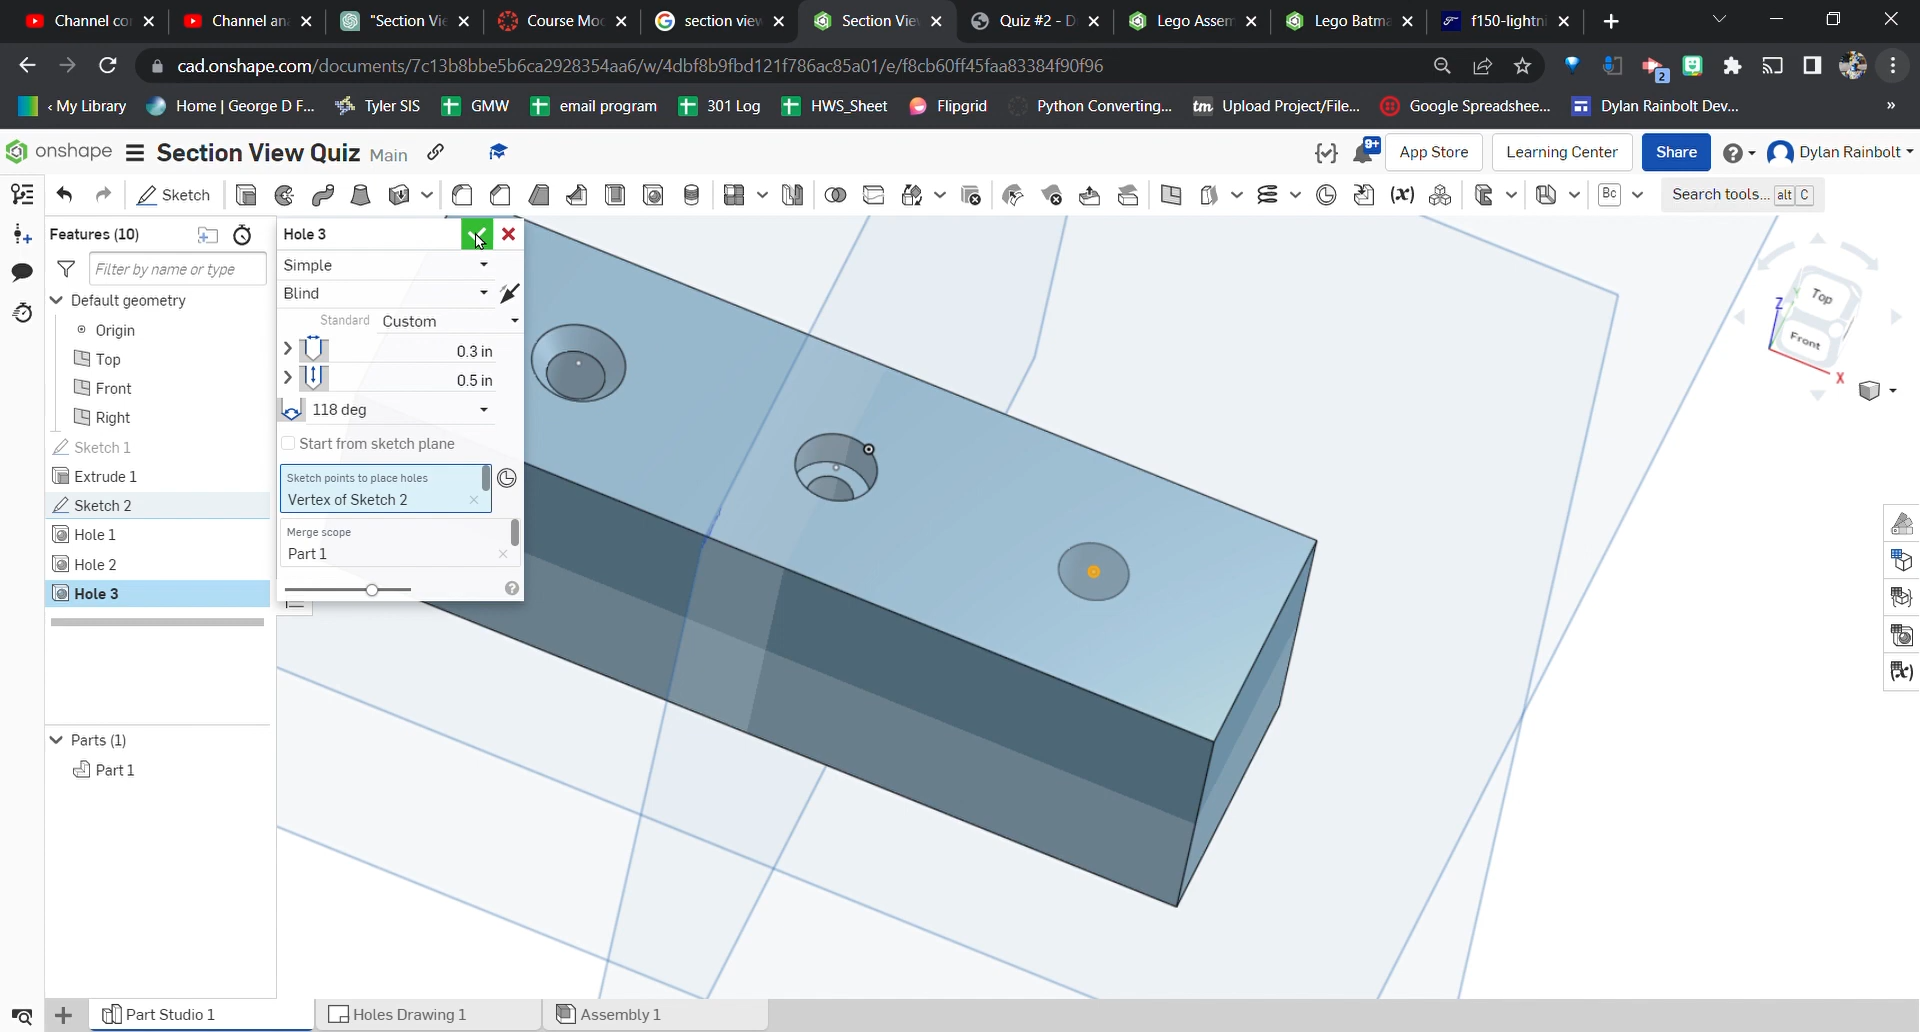 Channel co
Channel an
"Section Vi
Course Mo
section view
Section Vie
Quiz #2 - D
Lego Assem
Lego Batma
f150-lightni
cad.onshape.com/documents/7c13b8bbe5b6ca2928354aa6/w/4dbf8b9fbd121f786ac85a01/e/f8cb60ff45faa83384f90f96
2
‹ My Library
Home | George D F...
Tyler SIS
GMW
email program
301 Log
HWS_Sheet
Flipgrid
Python Converting...
tm Upload Project/File...
Google Spreadshee...
Dylan Rainbolt Dev...
»
onshape
Section View Quiz Main
9+
App Store
Learning Center
Share
Dylan Rainbolt
Sketch
(x)
Bc
Search tools... alt C
Features (10)
Filter by name or type
Default geometry
Origin
Top
Front
Right
Sketch 1
Extrude 1
Sketch 2
Hole 1
Hole 2
Hole 3
Parts (1)
Part 1
Hole 3
Simple
Blind
Standard Custom
0.3 in
0.5 in
118 deg
Start from sketch plane
Sketch points to place holes
Vertex of Sketch 2
Merge scope
Part 1
Top
Front
Z
Y
X
(x)
Part Studio 1
Holes Drawing 1
Assembly 1